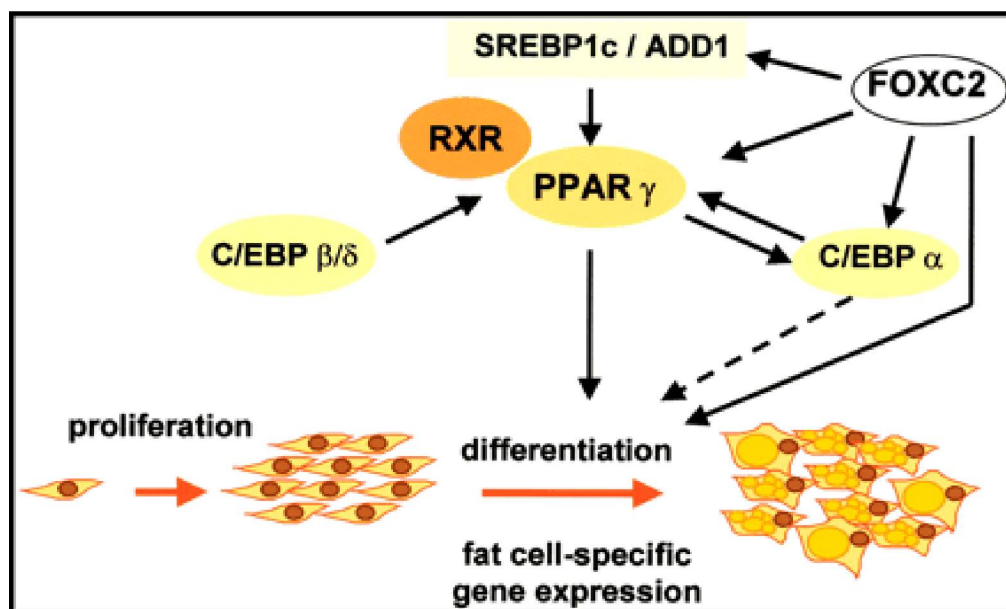 SREBP1c / ADD1
FOXC2
RXR
PPAR γ
C/EBP β/δ
C/EBP α
proliferation
differentiation
fat cell-specific
gene expression